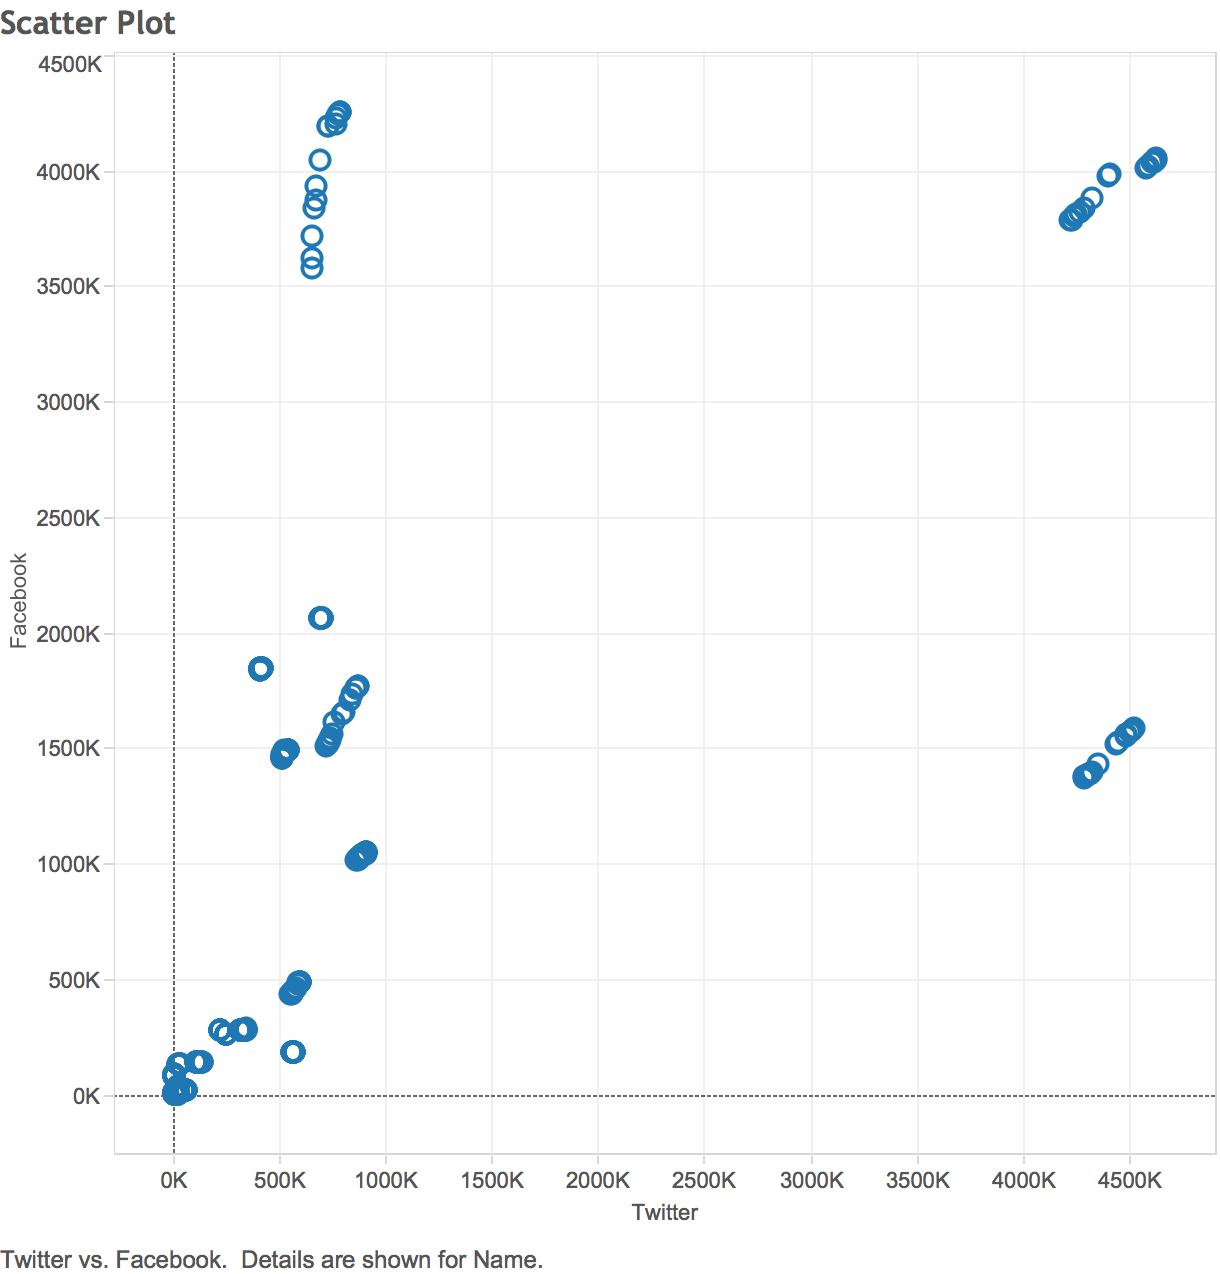 Scatter Plot
4500K
4000K
3500K
3000K
2500K
2000K
1500K
1000K
500K
0K
Facebook
0K 500K 1000K 1500K 2000K 2500K 3000K 3500K 4000K 4500K
Twitter
Twitter vs. Facebook.  Details are shown for Name.